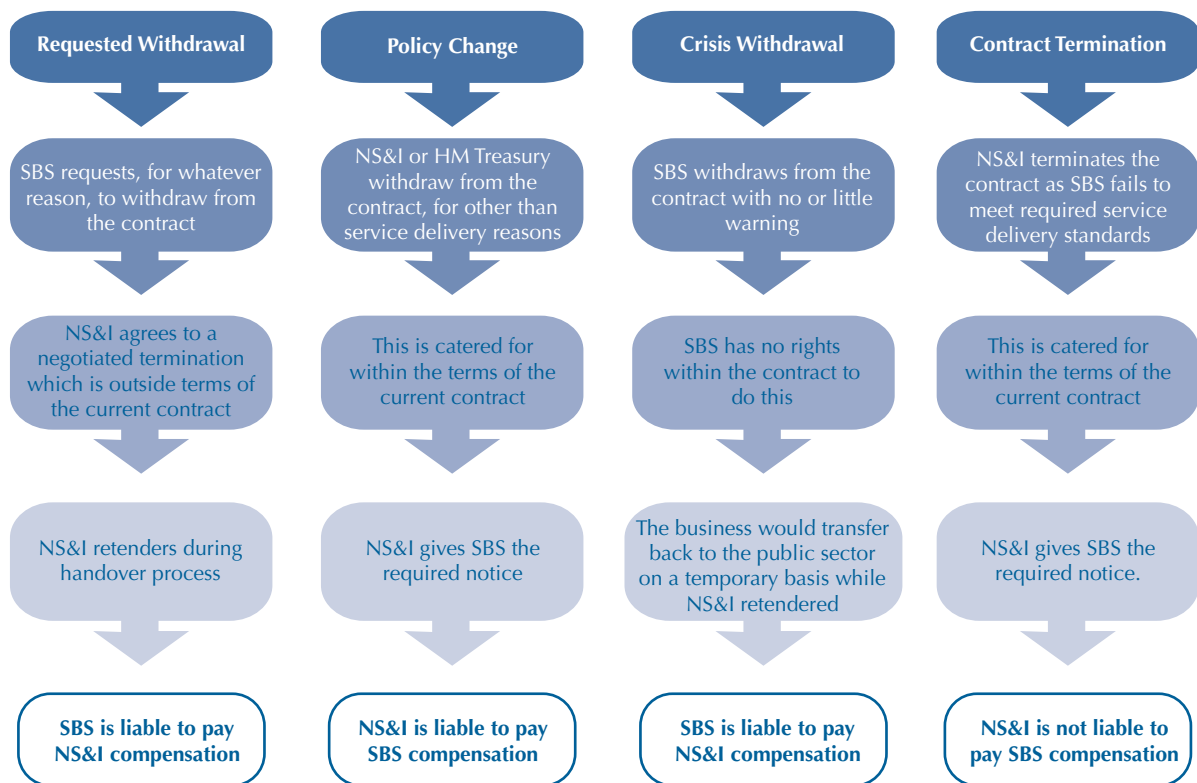 Requested Withdrawal
Policy Change
Crisis Withdrawal
Contract Termination
SBS requests, for whatever
reason, to withdraw from
the contract
NS&I or HM Treasury
withdraw from the
contract, for other than
service delivery reasons
SBS withdraws from the
contract with no or little
warning
NS&I terminates the
contract as SBS fails to
meet required service
delivery standards
NS&I agrees to a
negotiated termination
which is outside terms of
the current contract
This is catered for
within the terms of the
current contract
SBS has no rights
within the contract to
do this
This is catered for
within the terms of the
current contract
NS&I retenders during
handover process
NS&I gives SBS the
required notice
The business would transfer
back to the public sector
on a temporary basis while
NS&I retendered
NS&I gives SBS the
required notice.
SBS is liable to pay
NS&I compensation
NS&I is liable to pay
SBS compensation
SBS is liable to pay
NS&I compensation
NS&I is not liable to
pay SBS compensation